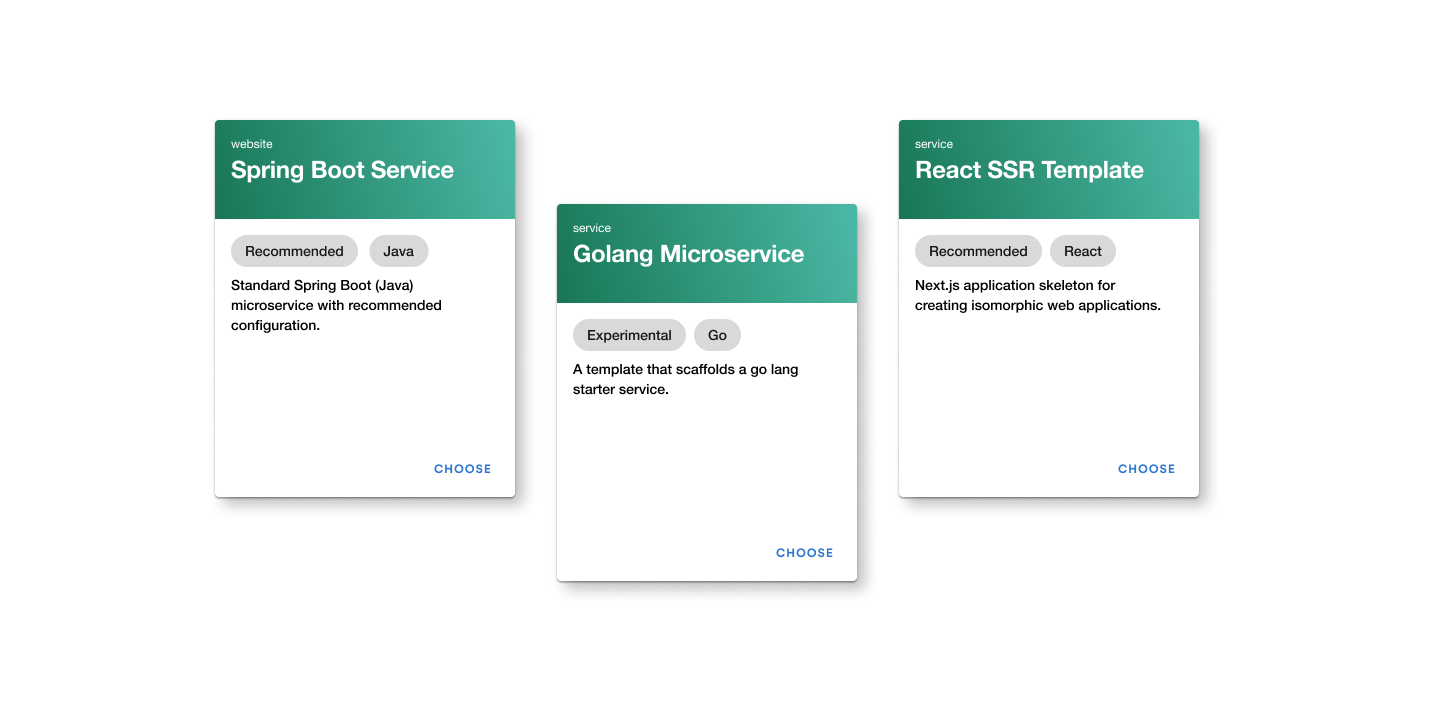 website
Spring Boot Service
Recommended
Java
Standard Spring Boot (Java)
microservice with recommended
configuration.
CHOOSE
service
Golang Microservice
Experimental
Go
A template that scaffolds a go lang
starter service.
CHOOSE
service
React SSR Template
Recommended
React
Next.js application skeleton for
creating isomorphic web applications.
CHOOSE